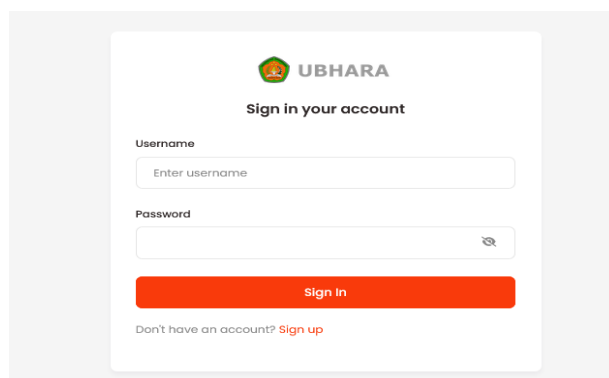 UBHARA
Sign in your account
Username
Enter username
Password
Sign In
Don't have an account? Sign up